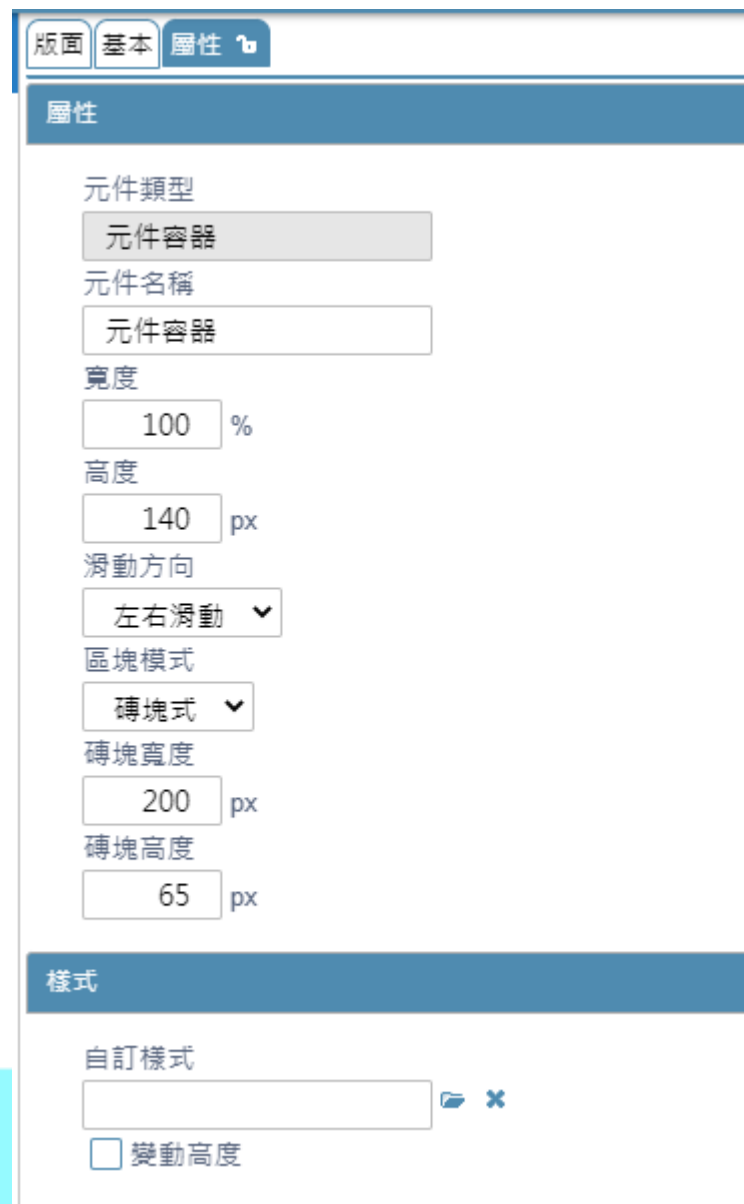 版面 基本 屬性
屬性
元件類型
元件容器
元件名稱
元件容器
寬度
100 %
高度
140 px
滑動方向
左右滑動
區塊模式
磚塊式
磚塊寬度
200 px
磚塊高度
65 px
樣式
自訂樣式
變動高度